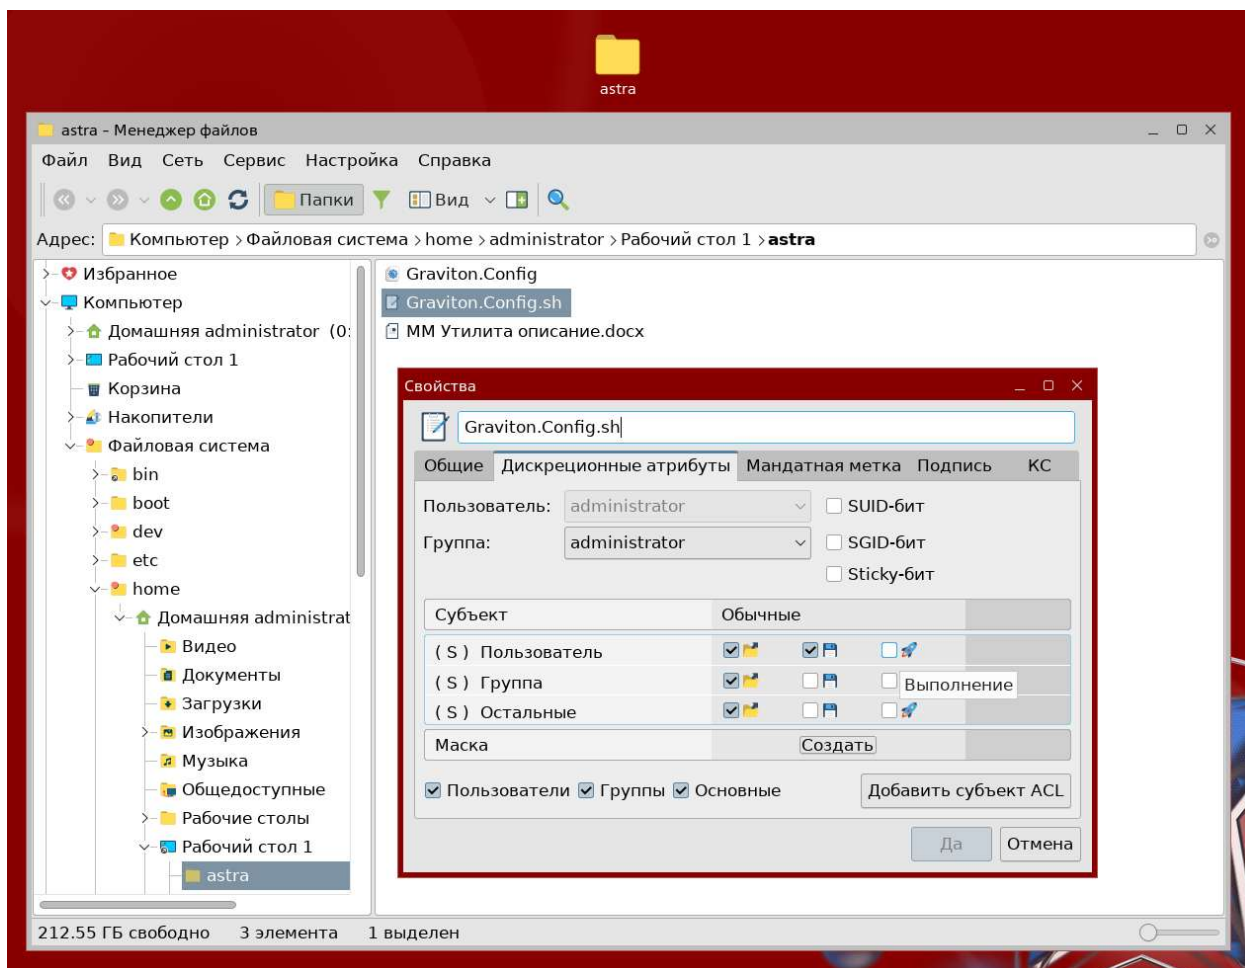 astra
astra - Менеджер файлов
Файл Вид Сеть Сервис Настройка Справка
Папки Вид
Адрес: Компьютер > Файловая система > home > administrator > Рабочий стол 1 > astra
Избранное
Компьютер
Домашняя administrator (0:
Рабочий стол 1
Корзина
Накопители
Файловая система
bin
boot
dev
etc
home
Домашняя administrat
Видео
Документы
Загрузки
Изображения
Музыка
Общедоступные
Рабочие столы
Рабочий стол 1
astra
Graviton.Config
Graviton.Config.sh
ММ Утилита описание.docx
Свойства
Graviton.Config.sh
Общие Дискреционные атрибуты Мандатная метка Подпись КС
Пользователь: administrator SUID-бит
Группа: administrator SGID-бит
Sticky-бит
Субъект Обычные
( S ) Пользователь
( S ) Группа
Выполнение
( S ) Остальные
Маска Создать
Пользователи Группы Основные Добавить субъект ACL
Да Отмена
212.55 ГБ свободно 3 элемента 1 выделен